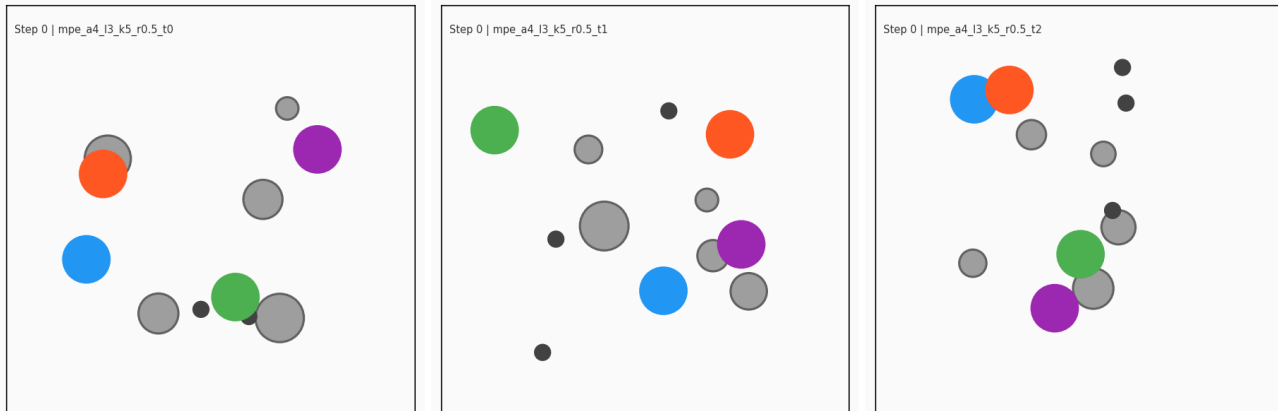 Step 0 | mpe_a4_l3_k5_r0.5_t0
Step 0 | mpe_a4_l3_k5_r0.5_t1
Step 0 | mpe_a4_l3_k5_r0.5_t2